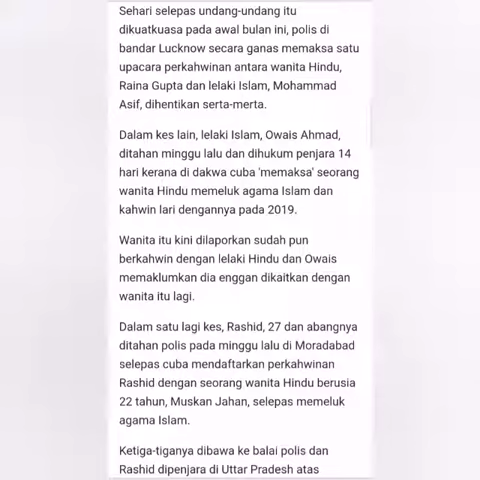 Sehari selepas undang-undang itu
dikuatkuasa pada awal bulan ini, polis di
bandar Lucknow secara ganas memaksa satu
upacara perkahwinan antara wanita Hindu,
Raina Gupta dan lelaki Islam, Mohammad
Asif, dihentikan serta-merta.
Dalam kes lain, lelaki Islam, Owais Ahmad,
ditahan minggu lalu dan dihukum penjara 14
hari kerana di dakwa cuba 'memaksa' seorang
wanita Hindu memeluk agama Islam dan
kahwin lari dengannya pada 2019.
Wanita itu kini dilaporkan sudah pun
berkahwin dengan lelaki Hindu dan Owais
memaklumkan dia enggan dikaitkan dengan
wanita itu lagi.
Dalam satu lagi kes, Rashid, 27 dan abangnya
ditahan polis pada minggu lalu di Moradabad
selepas cuba mendaftarkan perkahwinan
Rashid dengan seorang wanita Hindu berusia
22 tahun, Muskan Jahan, selepas memeluk
agama Islam.
Ketiga-tiganya dibawa ke balai polis dan
Rashid dipenjara di Uttar Pradesh atas